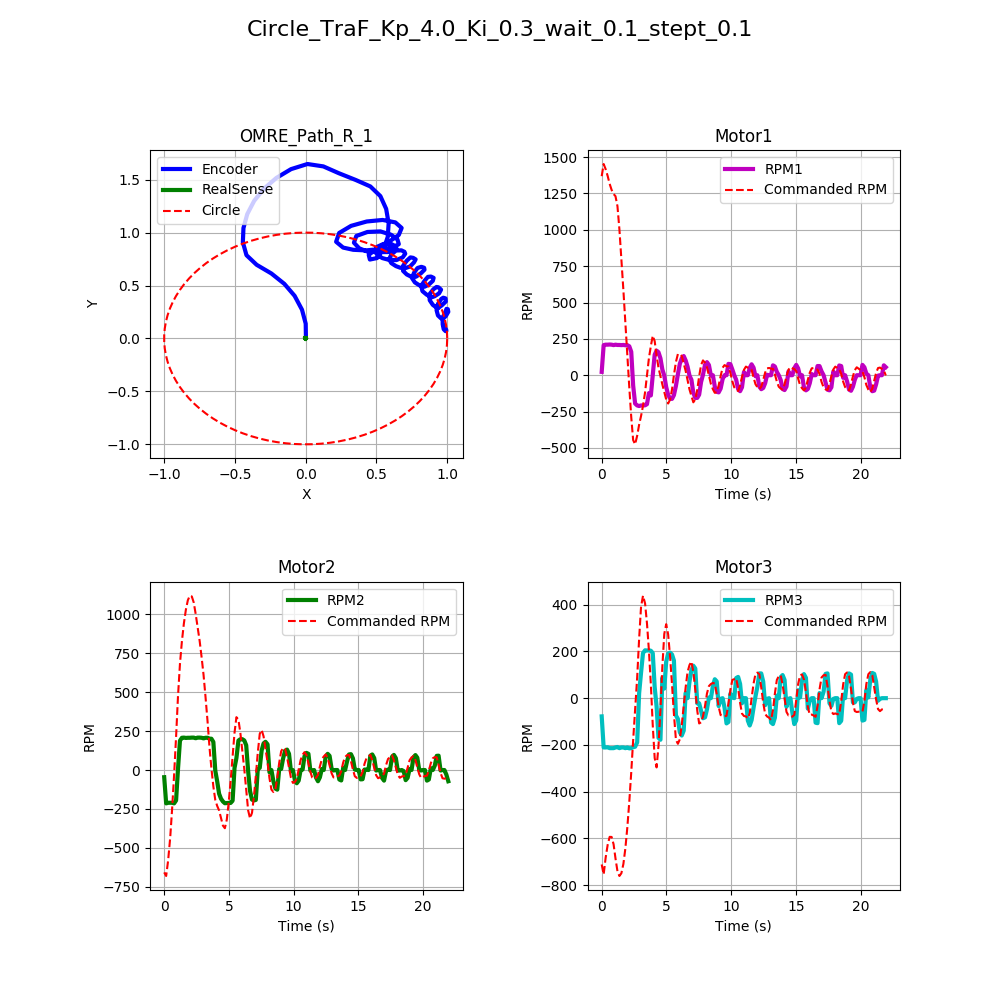 Circle_TraF_Kp_4.0_Ki_0.3_wait_0.1_stept_0.1
OMRE_Path_R_1
Encoder
RealSense
Circle
1.5
1.0
0.5
0.0
−0.5
−1.0
Y
−1.0 −0.5 0.0 0.5 1.0
X
Motor1
RPM1
Commanded RPM
1500
1250
1000
750
500
250
0
−250
−500
RPM
0 5 10 15 20
Time (s)
Motor2
RPM2
Commanded RPM
1000
750
500
250
0
−250
−500
−750
RPM
0 5 10 15 20
Time (s)
Motor3
RPM3
Commanded RPM
400
200
0
−200
−400
−600
−800
RPM
0 5 10 15 20
Time (s)